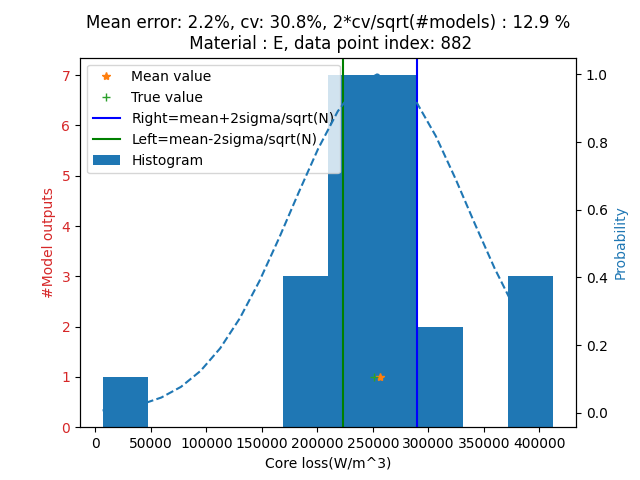 Mean error: 2.2%, cv: 30.8%, 2*cv/sqrt(#models) : 12.9 %
Material : E, data point index: 882
Mean value
True value
Right=mean+2sigma/sqrt(N)
Left=mean-2sigma/sqrt(N)
Histogram
#Model outputs
7
6
5
4
3
2
1
0
Probability
1.0
0.8
0.6
0.4
0.2
0.0
0 50000 100000 150000 200000 250000 300000 350000 400000
Core loss(W/m^3)